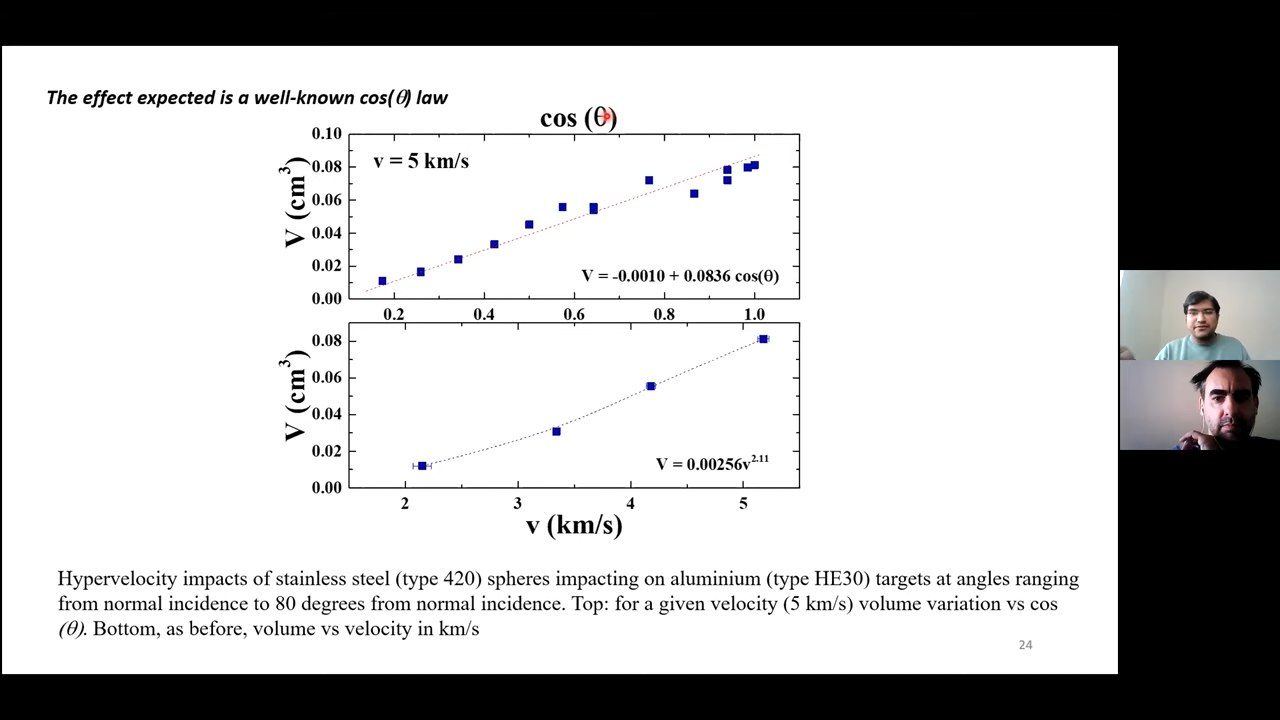 The effect expected is a well-known cos(θ) law
cos (θ)
0.10
0.08
0.06
0.04
0.02
0.00
V (cm³)
v = 5 km/s
V = -0.0010 + 0.0836 cos(θ)
0.2 0.4 0.6 0.8 1.0
0.08
0.06
0.04
0.02
0.00
V (cm³)
V = 0.00256v²·¹¹
2 3 4 5
v (km/s)
Hypervelocity impacts of stainless steel (type 420) spheres impacting on aluminium (type HE30) targets at angles ranging
from normal incidence to 80 degrees from normal incidence. Top: for a given velocity (5 km/s) volume variation vs cos
(θ). Bottom, as before, volume vs velocity in km/s
24